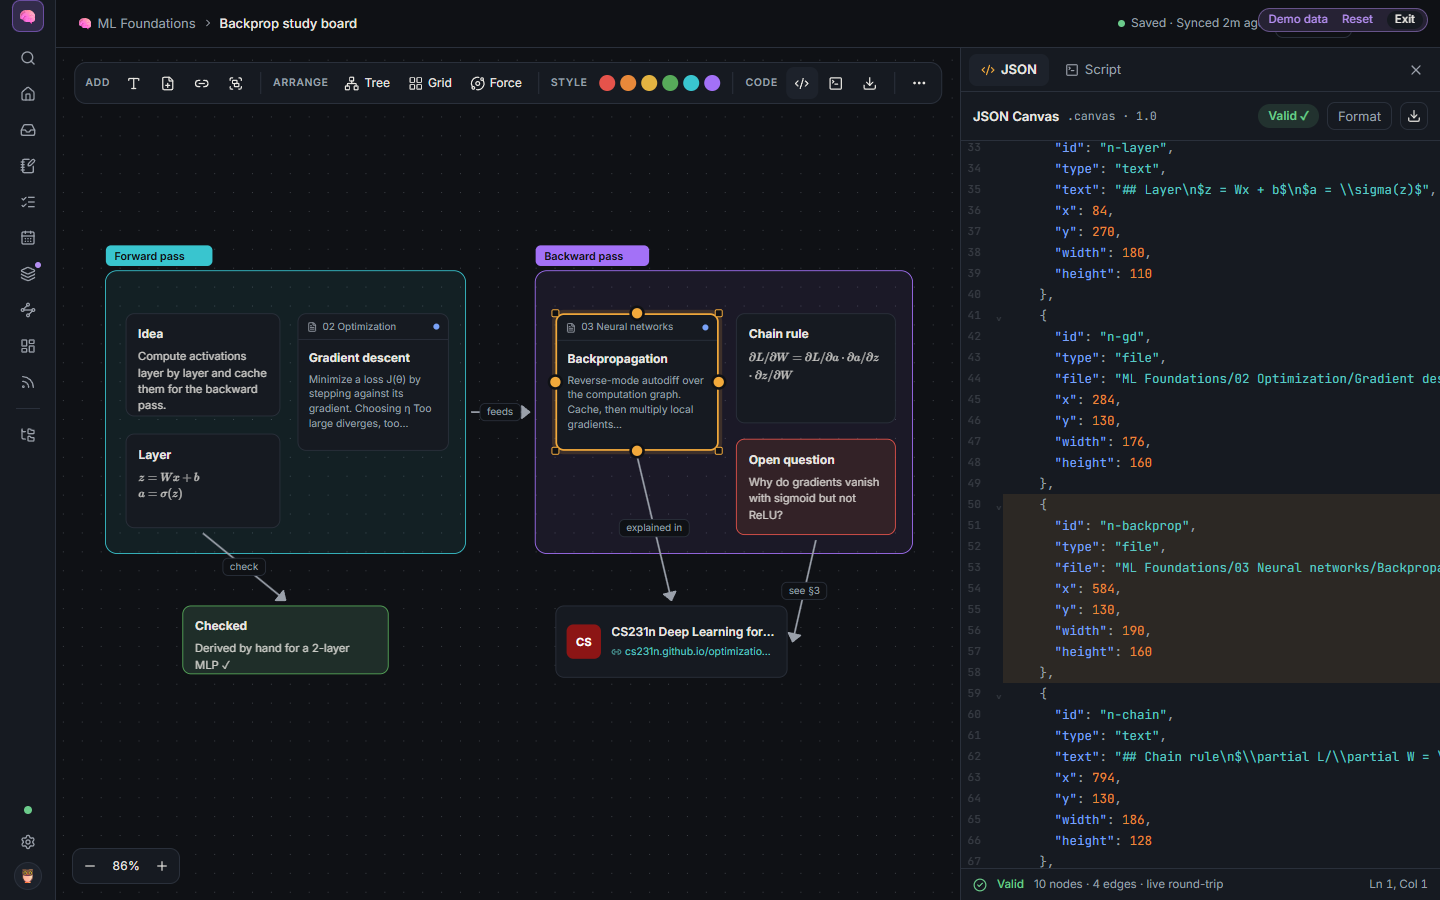 ML Foundations › Backprop study board
Saved · Synced 2m ag
Demo data Reset Exit
ADD ARRANGE Tree Grid Force STYLE CODE
Forward pass
Idea
Compute activations
layer by layer and cache
them for the backward
pass.
02 Optimization
Gradient descent
Minimize a loss J(θ) by
stepping against its
gradient. Choosing η Too
large diverges, too...
Layer
z = Wx + b
a = σ(z)
feeds
Backward pass
03 Neural networks
Backpropagation
Reverse-mode autodiff over
the computation graph.
Cache, then multiply local
gradients...
Chain rule
∂L/∂W = ∂L/∂a · ∂a/∂z
· ∂z/∂W
Open question
Why do gradients vanish
with sigmoid but not
ReLU?
explained in
check
see §3
Checked
Derived by hand for a 2-layer
MLP ✓
CS
CS231n Deep Learning for...
cs231n.github.io/optimizatio...
86%
JSON
Script
JSON Canvas .canvas · 1.0
Valid ✓ Format
33 "id": "n-layer",
34 "type": "text",
35 "text": "## Layer\n$z = Wx + b$\n$a = \\sigma(z)$",
36 "x": 84,
37 "y": 270,
38 "width": 180,
39 "height": 110
40 },
41 {
42 "id": "n-gd",
43 "type": "file",
44 "file": "ML Foundations/02 Optimization/Gradient des
45 "x": 284,
46 "y": 130,
47 "width": 176,
48 "height": 160
49 },
50 {
51 "id": "n-backprop",
52 "type": "file",
53 "file": "ML Foundations/03 Neural networks/Backpropa
54 "x": 584,
55 "y": 130,
56 "width": 190,
57 "height": 160
58 },
59 {
60 "id": "n-chain",
61 "type": "text",
62 "text": "## Chain rule\n$\\partial L/\\partial W = \
63 "x": 794,
64 "y": 130,
65 "width": 186,
66 "height": 128
67 },
Valid 10 nodes · 4 edges · live round-trip
Ln 1, Col 1